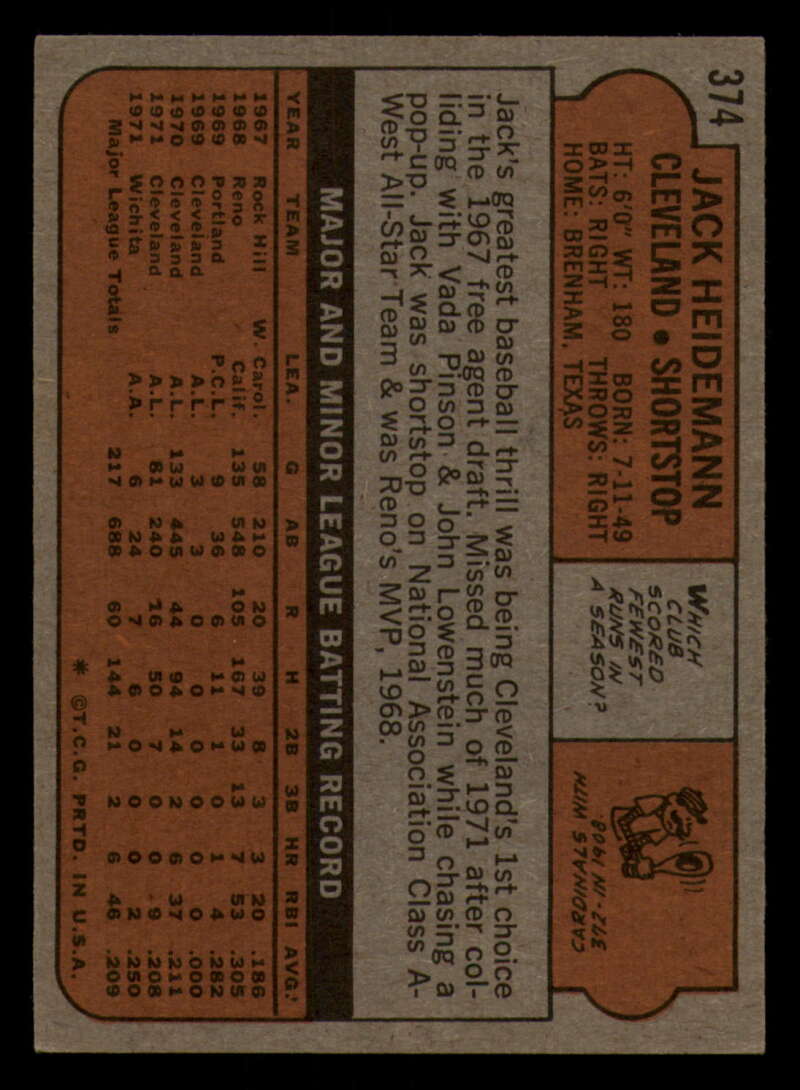 374
JACK HEIDEMANN
CLEVELAND • SHORTSTOP
HT: 6'0" WT: 180 BORN: 7-11-49
BATS: RIGHT THROWS: RIGHT
HOME: BRENHAM, TEXAS
WHICH
CLUB
SCORED
FEWEST
RUNS IN
A SEASON?
CARDINALS WITH
372-IN 1908
Jack's greatest baseball thrill was being Cleveland's 1st choice
in the 1967 free agent draft. Missed much of 1971 after col-
liding with Vada Pinson & John Lowenstein while chasing a
pop-up. Jack was shortstop on National Association Class A-
West All-Star Team & was Reno's MVP, 1968.
MAJOR AND MINOR LEAGUE BATTING RECORD
YEAR TEAM LEA. G AB R H 2B 3B HR RBI AVG.
1967 Rock Hill W. Carol. 58 210 20 39 8 3 3 20 .186
1968 Reno Calif. 135 548 105 167 33 13 7 53 .305
1969 Portland P.C.L. 9 36 6 11 1 0 1 4 .282
1969 Cleveland A.L. 3 3 0 0 0 0 0 0 .000
1970 Cleveland A.L. 133 445 44 94 14 2 6 37 .211
1971 Cleveland A.L. 81 240 16 50 7 0 0 9 .208
1971 Wichita A.A. 6 24 7 6 0 0 0 2 .250
Major League Totals 217 688 60 144 21 2 6 46 .209
* ©T.C.G. PRTD. IN U.S.A.